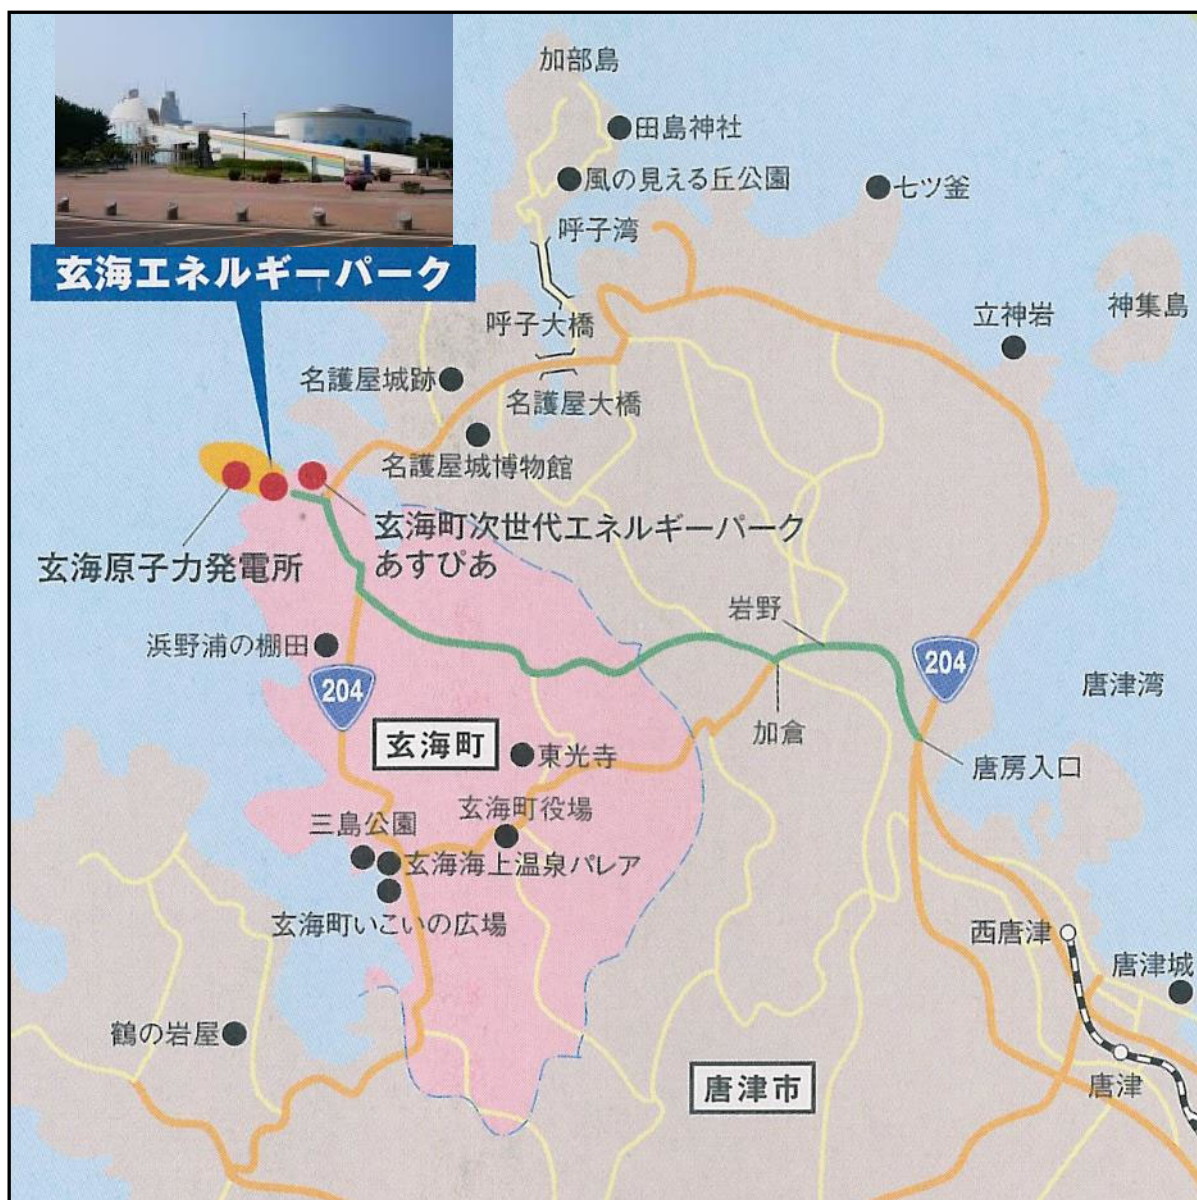 加部島
田島神社
風の見える丘公園
七ツ釜
呼子湾
玄海エネルギーパーク
神集島
立神岩
呼子大橋
名護屋城跡
名護屋大橋
名護屋城博物館
玄海町次世代エネルギーパーク
あすぴあ
玄海原子力発電所
岩野
浜野浦の棚田
204
204
唐津湾
加倉
玄海町
東光寺
唐房入口
玄海町役場
三島公園
玄海海上温泉パレア
玄海町いこいの広場
西唐津
唐津城
鶴の岩屋
唐津
唐津市